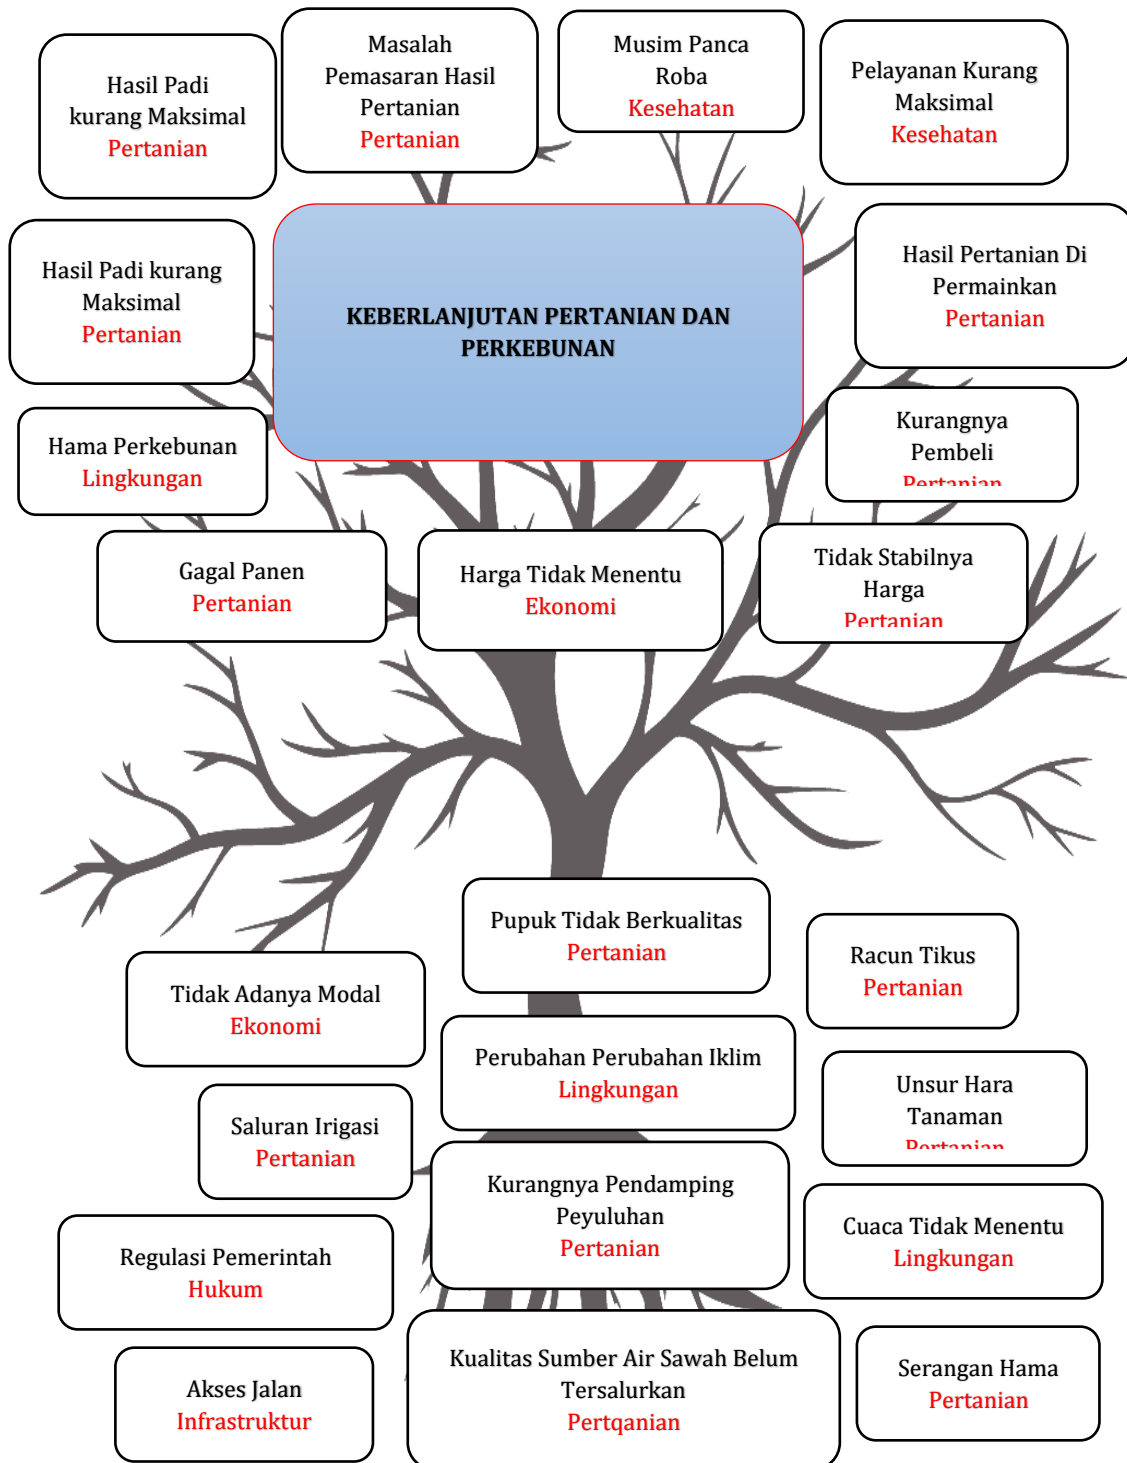 Hasil Padi
kurang Maksimal
Pertanian
Masalah
Pemasaran Hasil
Pertanian
Pertanian
Musim Panca
Roba
Kesehatan
Pelayanan Kurang
Maksimal
Kesehatan
Hasil Padi kurang
Maksimal
Pertanian
KEBERLANJUTAN PERTANIAN DAN
PERKEBUNAN
Hasil Pertanian Di
Permainkan
Pertanian
Hama Perkebunan
Lingkungan
Kurangnya
Pembeli
Pertanian
Gagal Panen
Pertanian
Harga Tidak Menentu
Ekonomi
Tidak Stabilnya
Harga
Pertanian
Pupuk Tidak Berkualitas
Pertanian
Racun Tikus
Pertanian
Tidak Adanya Modal
Ekonomi
Perubahan Perubahan Iklim
Lingkungan
Unsur Hara
Tanaman
Pertanian
Saluran Irigasi
Pertanian
Kurangnya Pendamping
Peyuluhan
Pertanian
Cuaca Tidak Menentu
Lingkungan
Regulasi Pemerintah
Hukum
Kualitas Sumber Air Sawah Belum
Tersalurkan
Pertqanian
Serangan Hama
Pertanian
Akses Jalan
Infrastruktur